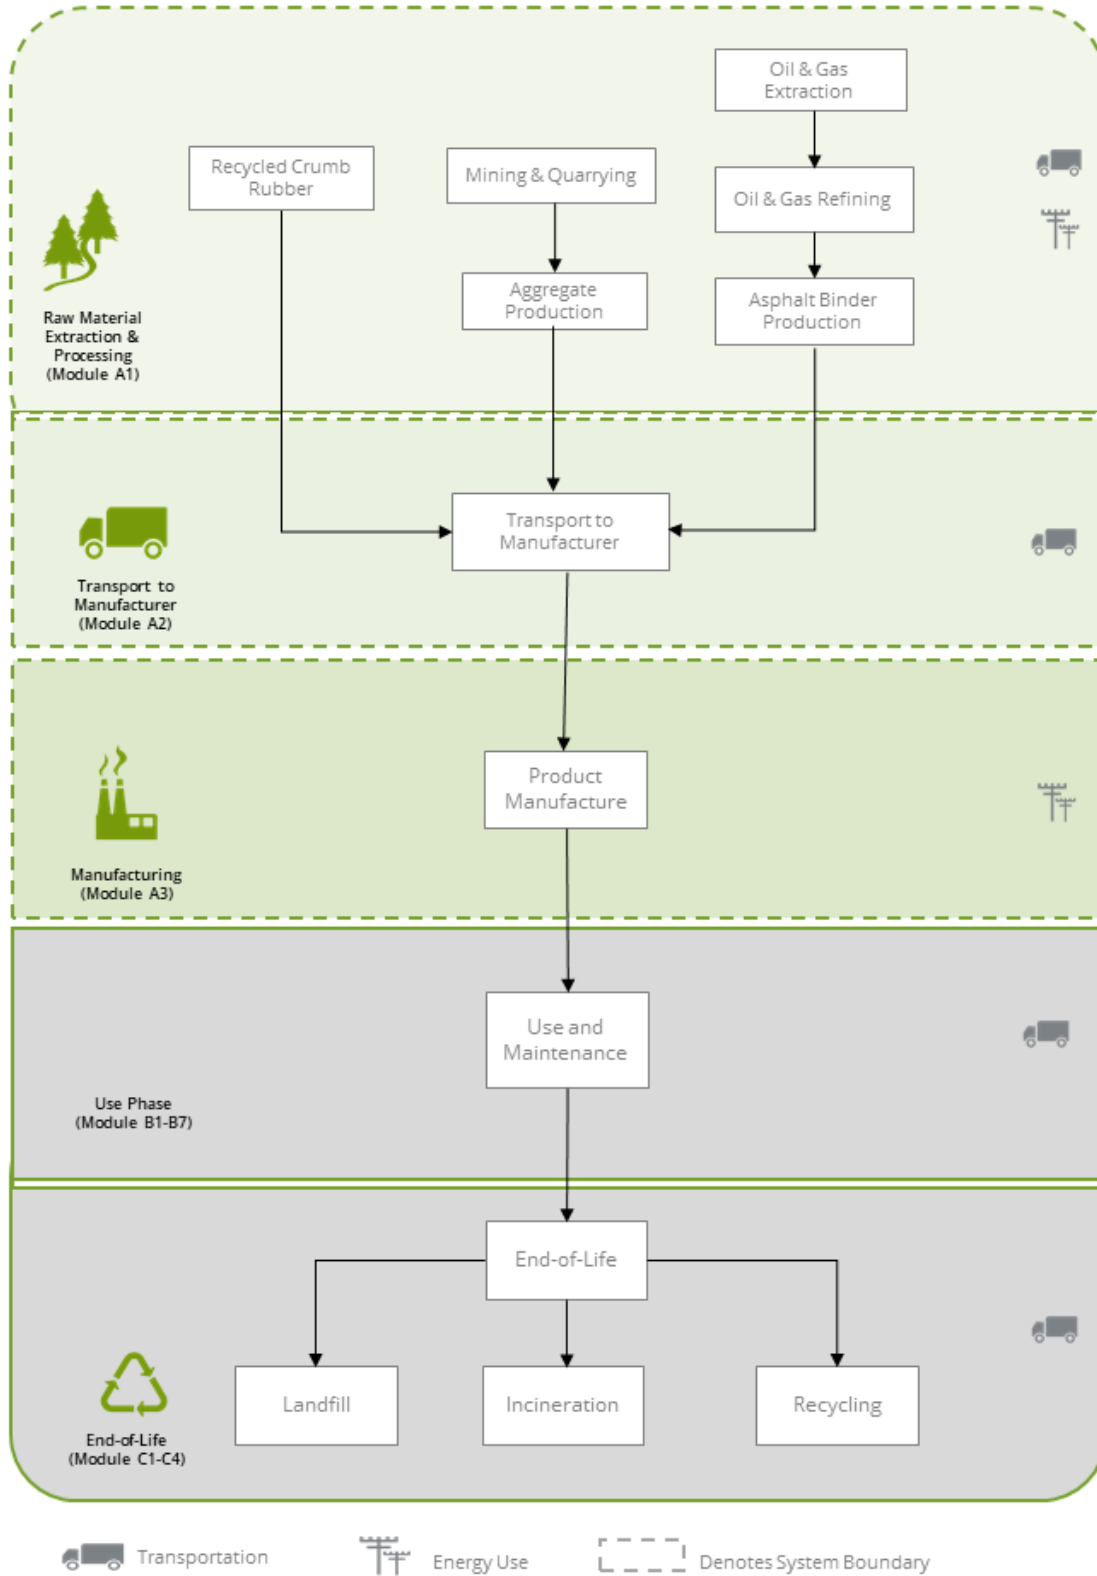 Oil & Gas
Extraction
Recycled Crumb
Rubber
Mining & Quarrying
Oil & Gas Refining
Aggregate
Production
Asphalt Binder
Production
Raw Material
Extraction &
Processing
(Module A1)
Transport to
Manufacturer
Transport to
Manufacturer
(Module A2)
Product
Manufacture
Manufacturing
(Module A3)
Use and
Maintenance
Use Phase
(Module B1-B7)
End-of-Life
Landfill
Incineration
Recycling
End-of-Life
(Module C1-C4)
Transportation
Energy Use
Denotes System Boundary